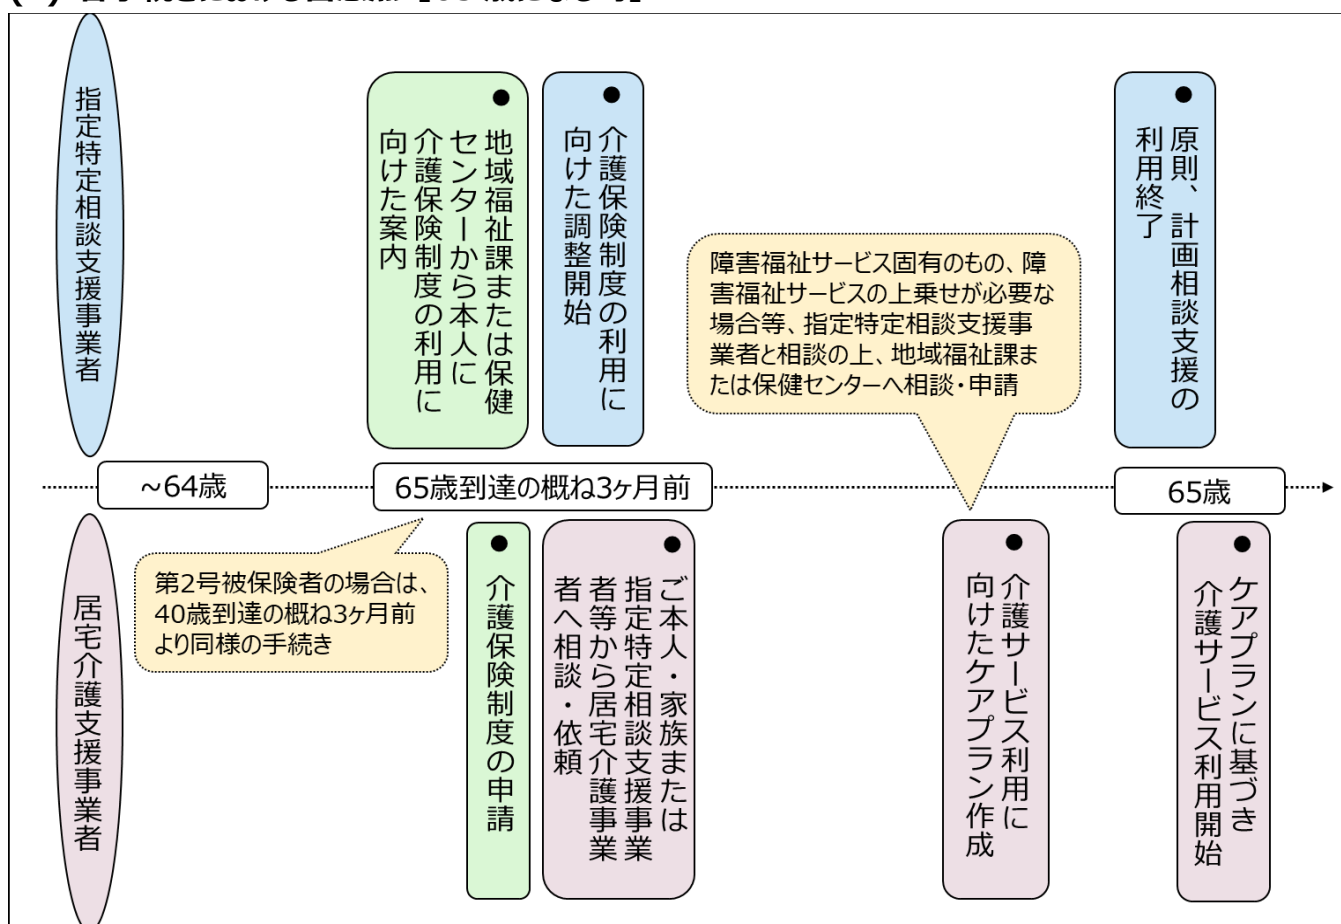 指定特定相談支援事業者
● 地域福祉課または保健
センターから本人に
介護保険制度の利用に
向けた案内
● 介護保険制度の利用に
向けた調整開始
障害福祉サービス固有のもの、障
害福祉サービスの上乗せが必要な
場合等、指定特定相談支援事
業者と相談の上、地域福祉課ま
たは保健センターへ相談・申請
● 原則、計画相談支援の
利用終了
~64歳
65歳到達の概ね3ヶ月前
65歳
居宅介護支援事業者
第2号被保険者の場合は、
40歳到達の概ね3ヶ月前
より同様の手続き
● 介護保険制度の申請
● ご本人・家族または
指定特定相談支援事業
者等から居宅介護事業
者へ相談・依頼
● 介護サービス利用に
向けたケアプラン作成
● ケアプランに基づき
介護サービス利用開始